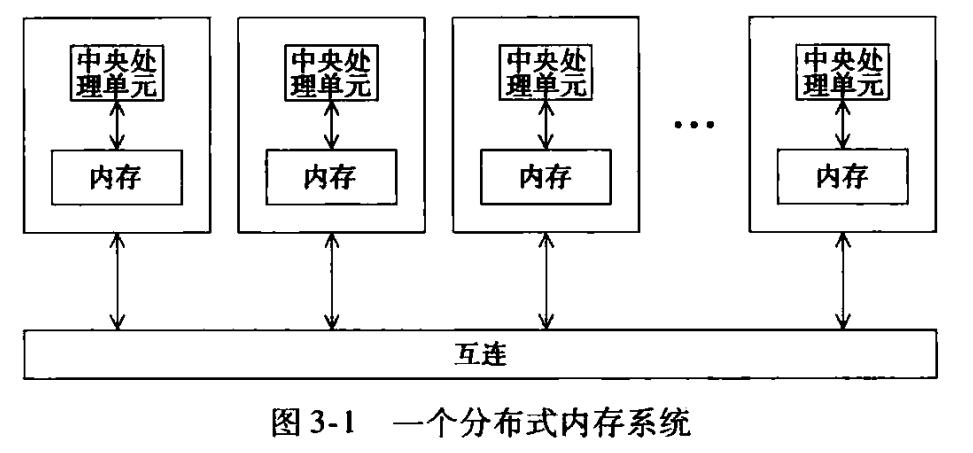 中央处 中央处 中央处 中央处
理单元 理单元 理单元 理单元
...
内存 内存 内存 内存
互连
图 3-1 一个分布式内存系统